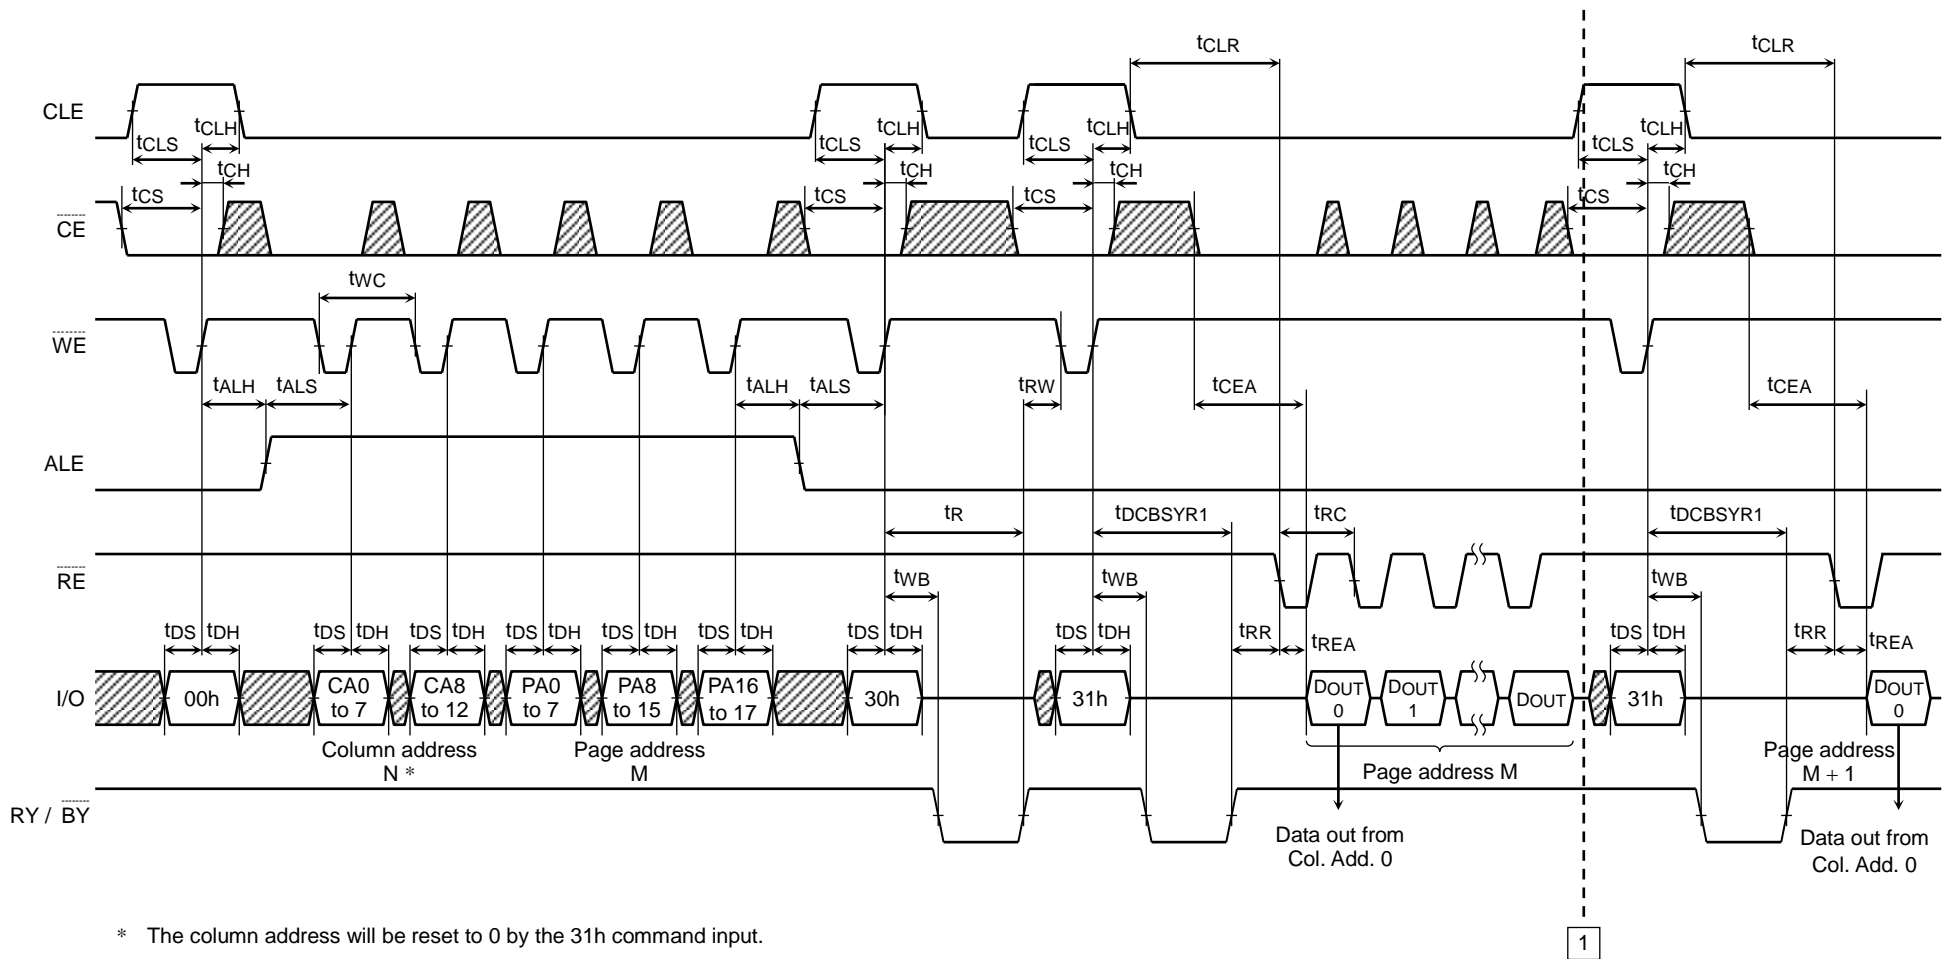 tCLR tCLR
CLE
tCLS tCLH tCLS tCLH tCLS tCLH tCLS tCLH
tCS tCH tCS tCH tCS tCH tCS tCH
CE
tWC
WE
tALH tALS tALH tALS tRW tCEA tCEA
ALE
tR tDCBSYR1 tRC tDCBSYR1
RE
tWB tWB tWB
tDS tDH tDS tDH tDS tDH tDS tDH tDS tDH tDS tDH tDS tDH tDS tDH tRR tREA tDS tDH tRR tREA
I/O 00h CA0 to 7 CA8 to 12 PA0 to 7 PA8 to 15 PA16 to 17 30h 31h DOUT 0 DOUT 1 DOUT 31h DOUT 0
Column address
N *
Page address
M
Page address M
Page address
M + 1
RY / BY
Data out from
Col. Add. 0
Data out from
Col. Add. 0
* The column address will be reset to 0 by the 31h command input.
1